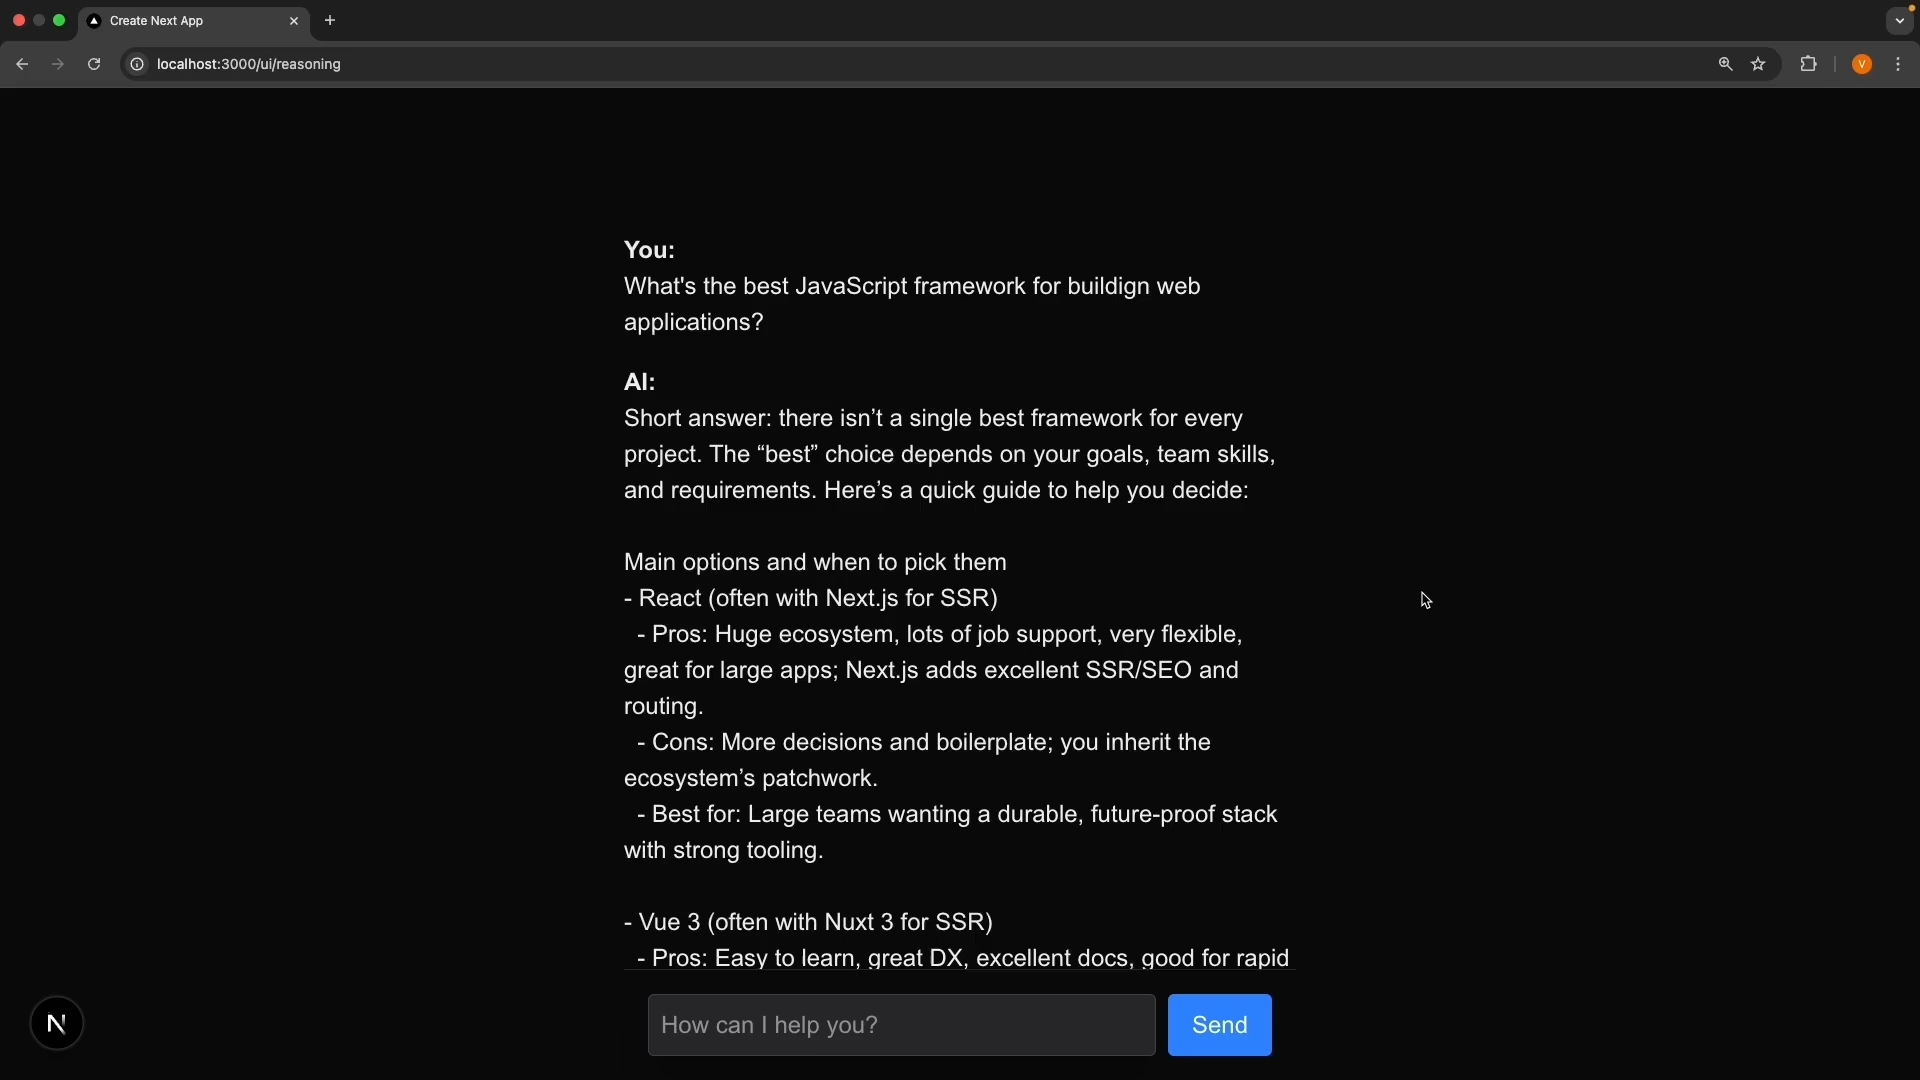 Create Next App
localhost:3000/ui/reasoning
V
You:
What's the best JavaScript framework for buildign web
applications?
AI:
Short answer: there isn’t a single best framework for every
project. The “best” choice depends on your goals, team skills,
and requirements. Here’s a quick guide to help you decide:
Main options and when to pick them
- React (often with Next.js for SSR)
- Pros: Huge ecosystem, lots of job support, very flexible,
great for large apps; Next.js adds excellent SSR/SEO and
routing.
- Cons: More decisions and boilerplate; you inherit the
ecosystem’s patchwork.
- Best for: Large teams wanting a durable, future-proof stack
with strong tooling.
- Vue 3 (often with Nuxt 3 for SSR)
- Pros: Easy to learn, great DX, excellent docs, good for rapid
How can I help you?
Send
N